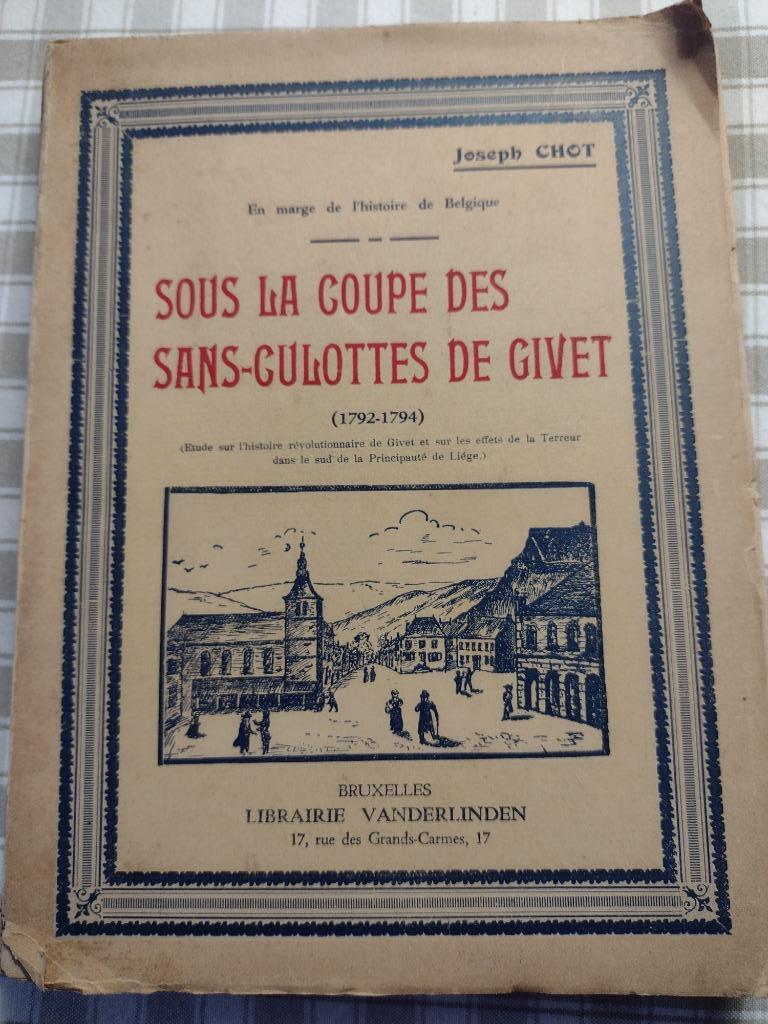 Joseph CHOT
En marge de l'histoire de Belgique
SOUS LA COUPE DES
SANS-CULOTTES DE GIVET
(1792-1794)
(Etude sur l'histoire révolutionnaire de Givet et sur les effets de la Terreur
dans le sud de la Principauté de Liége.)
BRUXELLES
LIBRAIRIE VANDERLINDEN
17, rue des Grands-Carmes, 17